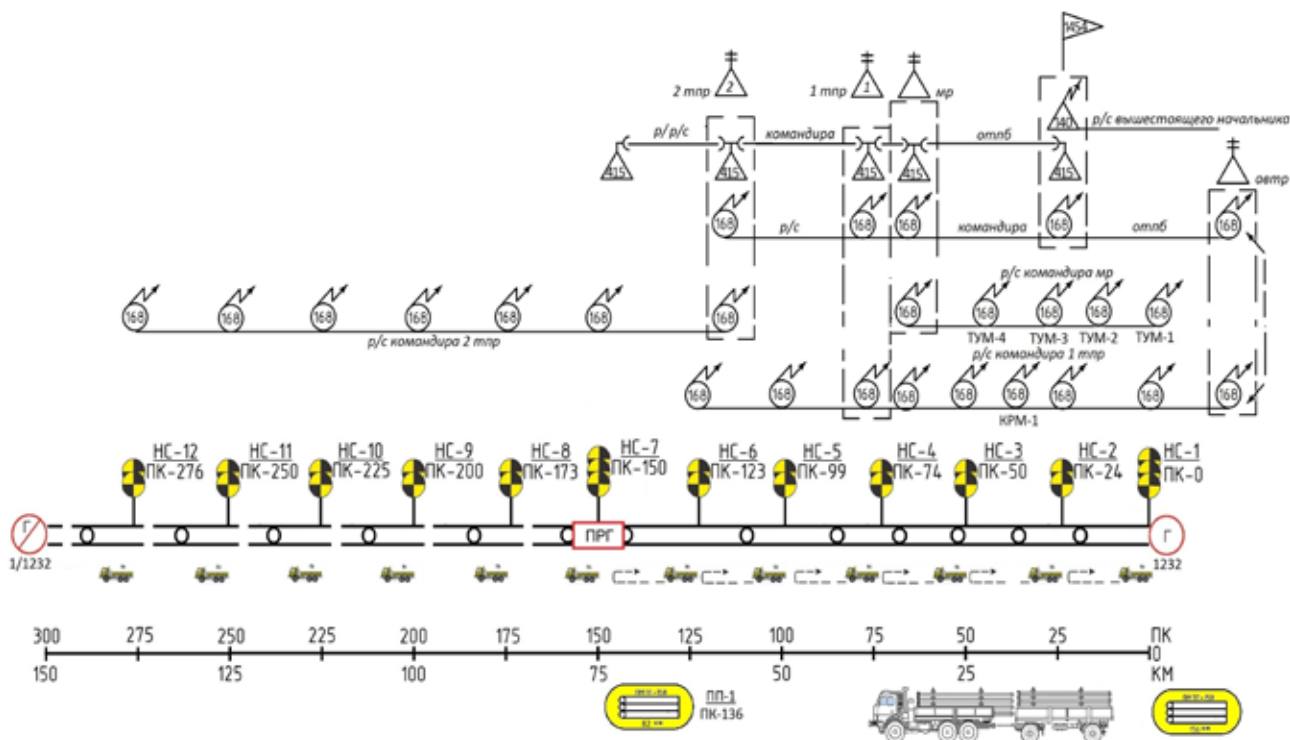 1454
2 тпр 2 1 тпр 1 мр
140 р/с вышестоящего начальника
р/р/с командира отпб
415 415 415 415 415 автр
168 168 168 168 168
р/с командира отпб
р/с командира мр
168 168 168 168 168 168 168 168 168 168 168 168
ТУМ-4 ТУМ-3 ТУМ-2 ТУМ-1
р/с командира 2 тпр
р/с командира 1 тпр
168 168 168 168 168 168 168 168 168
КРМ-1
НС-12 НС-11 НС-10 НС-9 НС-8 НС-7 НС-6 НС-5 НС-4 НС-3 НС-2 НС-1
ПК-276 ПК-250 ПК-225 ПК-200 ПК-173 ПК-150 ПК-123 ПК-99 ПК-74 ПК-50 ПК-24 ПК-0
Г ПРГ Г
1/1232 1232
300 275 250 225 200 175 150 125 100 75 50 25 ПК
0
150 125 100 75 50 25 КМ
ПП-1
ПК-136